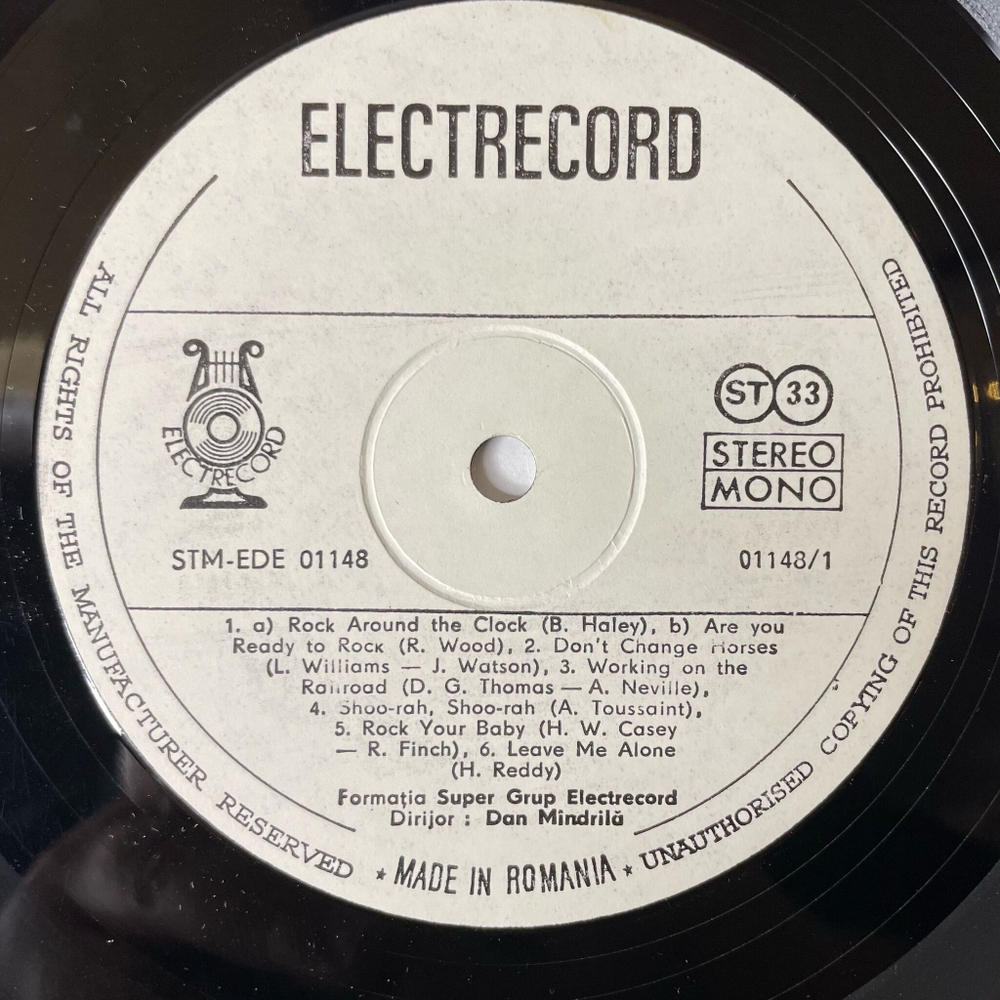 ELECTRECORD
ALL RIGHTS OF THE MANUFACTURER RESERVED
★ MADE IN ROMANIA ★
UNAUTHORISED COPYING OF THIS RECORD PROHIBITED
ELECTRECORD
ST 33
STEREO
MONO
STM-EDE 01148
01148/1
1. a) Rock Around the Clock (B. Haley), b) Are you
Ready to Rock (R. Wood), 2. Don't Change Horses
(L. Williams — J. Watson), 3. Working on the
Railroad (D. G. Thomas — A. Neville),
4. Shoo-rah, Shoo-rah (A. Toussaint),
5. Rock Your Baby (H. W. Casey
— R. Finch), 6. Leave Me Alone
(H. Reddy)
Formația Super Grup Electrecord
Dirijor : Dan Mindrilă